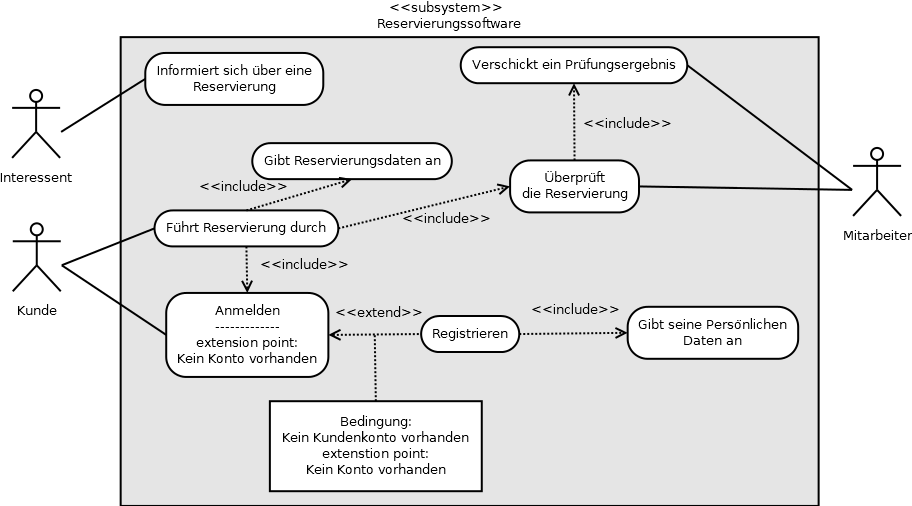 <<subsystem>>
Reservierungssoftware
Informiert sich über eine
Reservierung
Verschickt ein Prüfungsergebnis
<<include>>
Interessent
Gibt Reservierungsdaten an
<<include>>
Überprüft
die Reservierung
<<include>>
Führt Reservierung durch
Mitarbeiter
<<include>>
Kunde
Anmelden
-------------
extension point:
Kein Konto vorhanden
<<extend>>
Registrieren
<<include>>
Gibt seine Persönlichen
Daten an
Bedingung:
Kein Kundenkonto vorhanden
extenstion point:
Kein Konto vorhanden